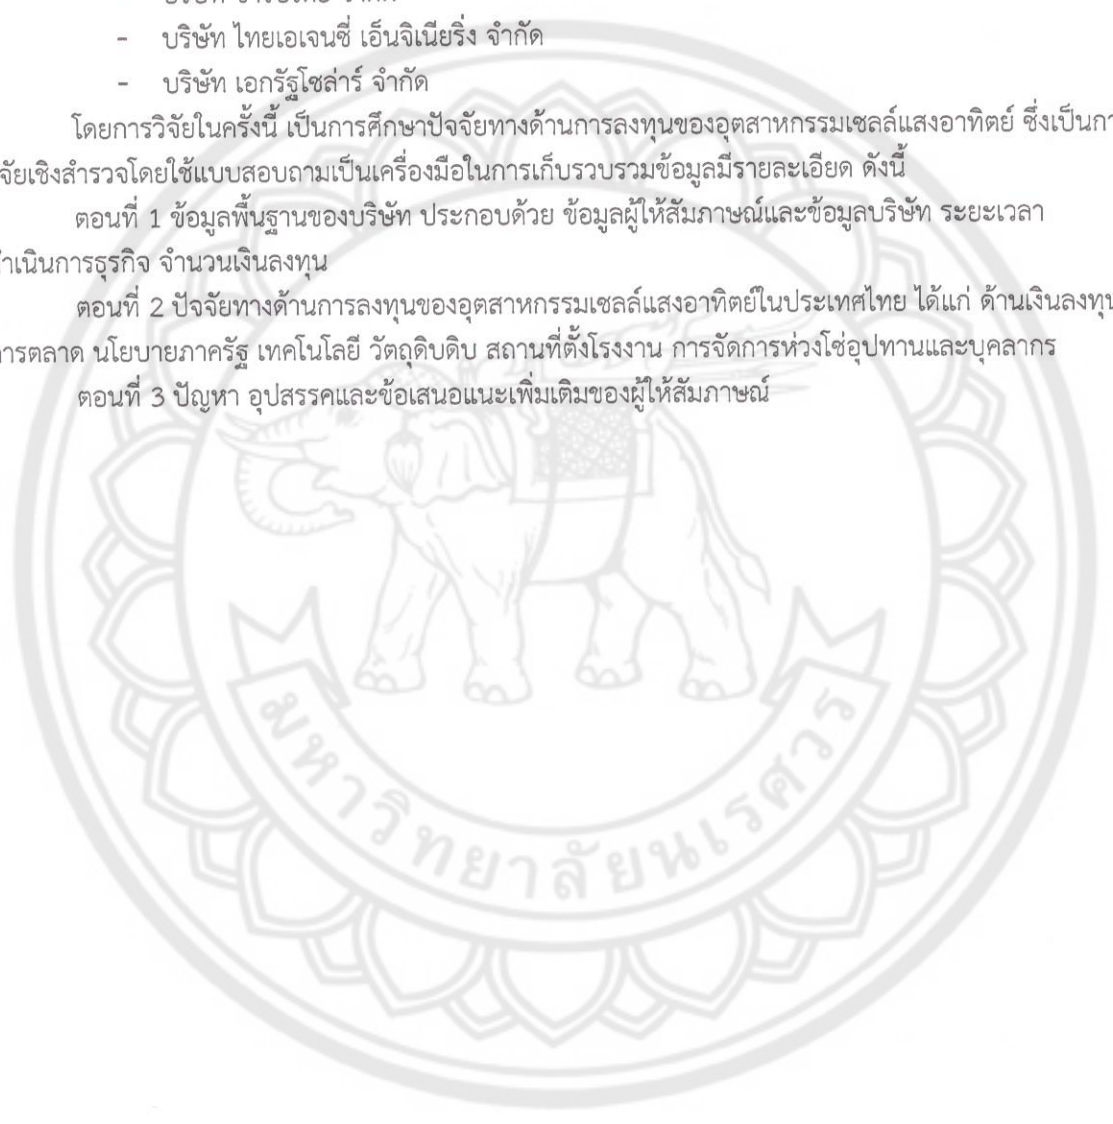 - บริษัท ไทยเอเจนซี่ เอ็นจิเนียริ่ง จำกัด
- บริษัท เอกรัฐโซล่าร์ จำกัด
โดยการวิจัยในครั้งนี้ เป็นการศึกษาปัจจัยทางด้านการลงทุนของอุตสาหกรรมเซลล์แสงอาทิตย์ ซึ่งเป็นกา
จัยเชิงสำรวจโดยใช้แบบสอบถามเป็นเครื่องมือในการเก็บรวบรวมข้อมูลมีรายละเอียด ดังนี้
ตอนที่ 1 ข้อมูลพื้นฐานของบริษัท ประกอบด้วย ข้อมูลผู้ให้สัมภาษณ์และข้อมูลบริษัท ระยะเวลา
ำเนินการธุรกิจ จำนวนเงินลงทุน
ตอนที่ 2 ปัจจัยทางด้านการลงทุนของอุตสาหกรรมเซลล์แสงอาทิตย์ในประเทศไทย ได้แก่ ด้านเงินลงทุน
ารตลาด นโยบายภาครัฐ เทคโนโลยี วัตถุดิบดิบ สถานที่ตั้งโรงงาน การจัดการห่วงโซ่อุปทานและบุคลากร
ตอนที่ 3 ปัญหา อุปสรรคและข้อเสนอแนะเพิ่มเติมของผู้ให้สัมภาษณ์
มหาวิทยาลัยนเรศวร